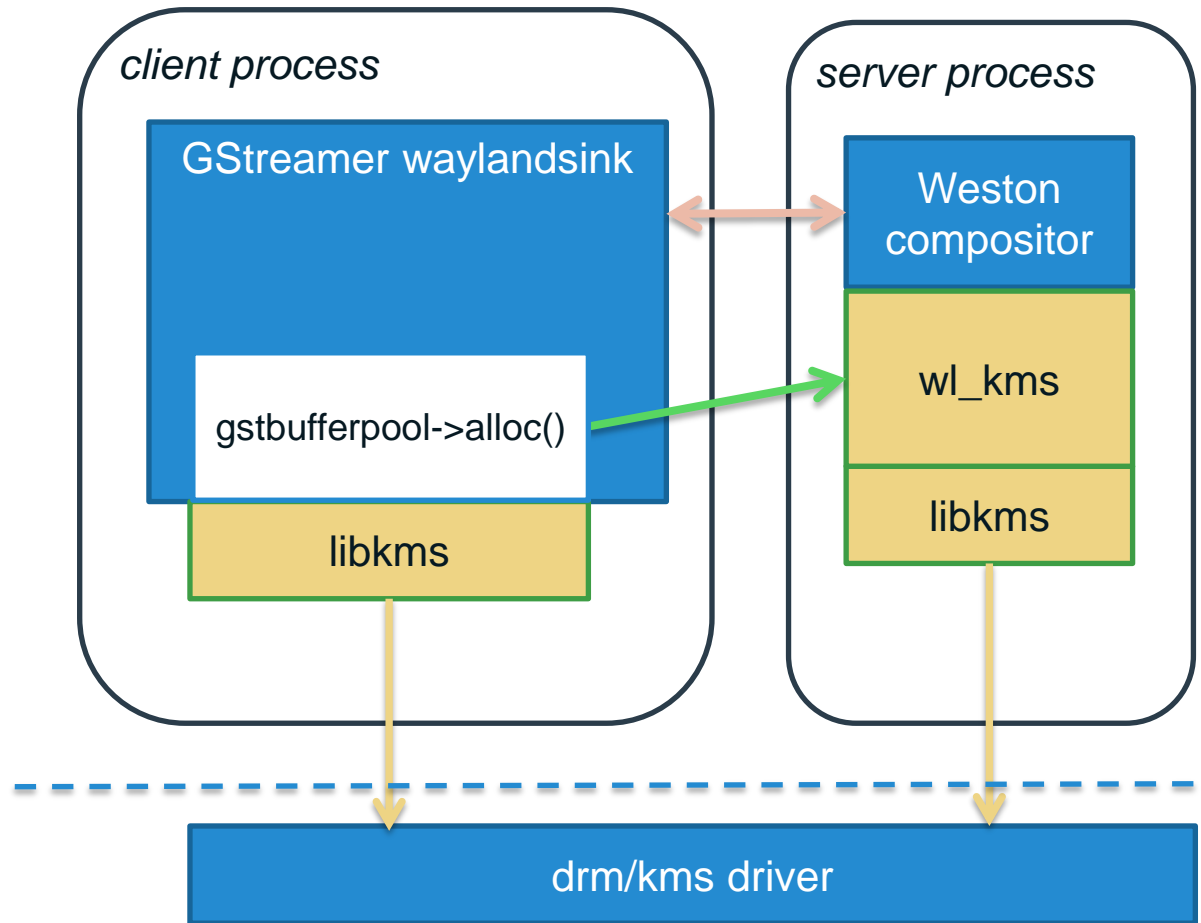 client process
server process
GStreamer waylandsink
Weston
compositor
gstbufferpool->alloc()
wl_kms
libkms
libkms
drm/kms driver